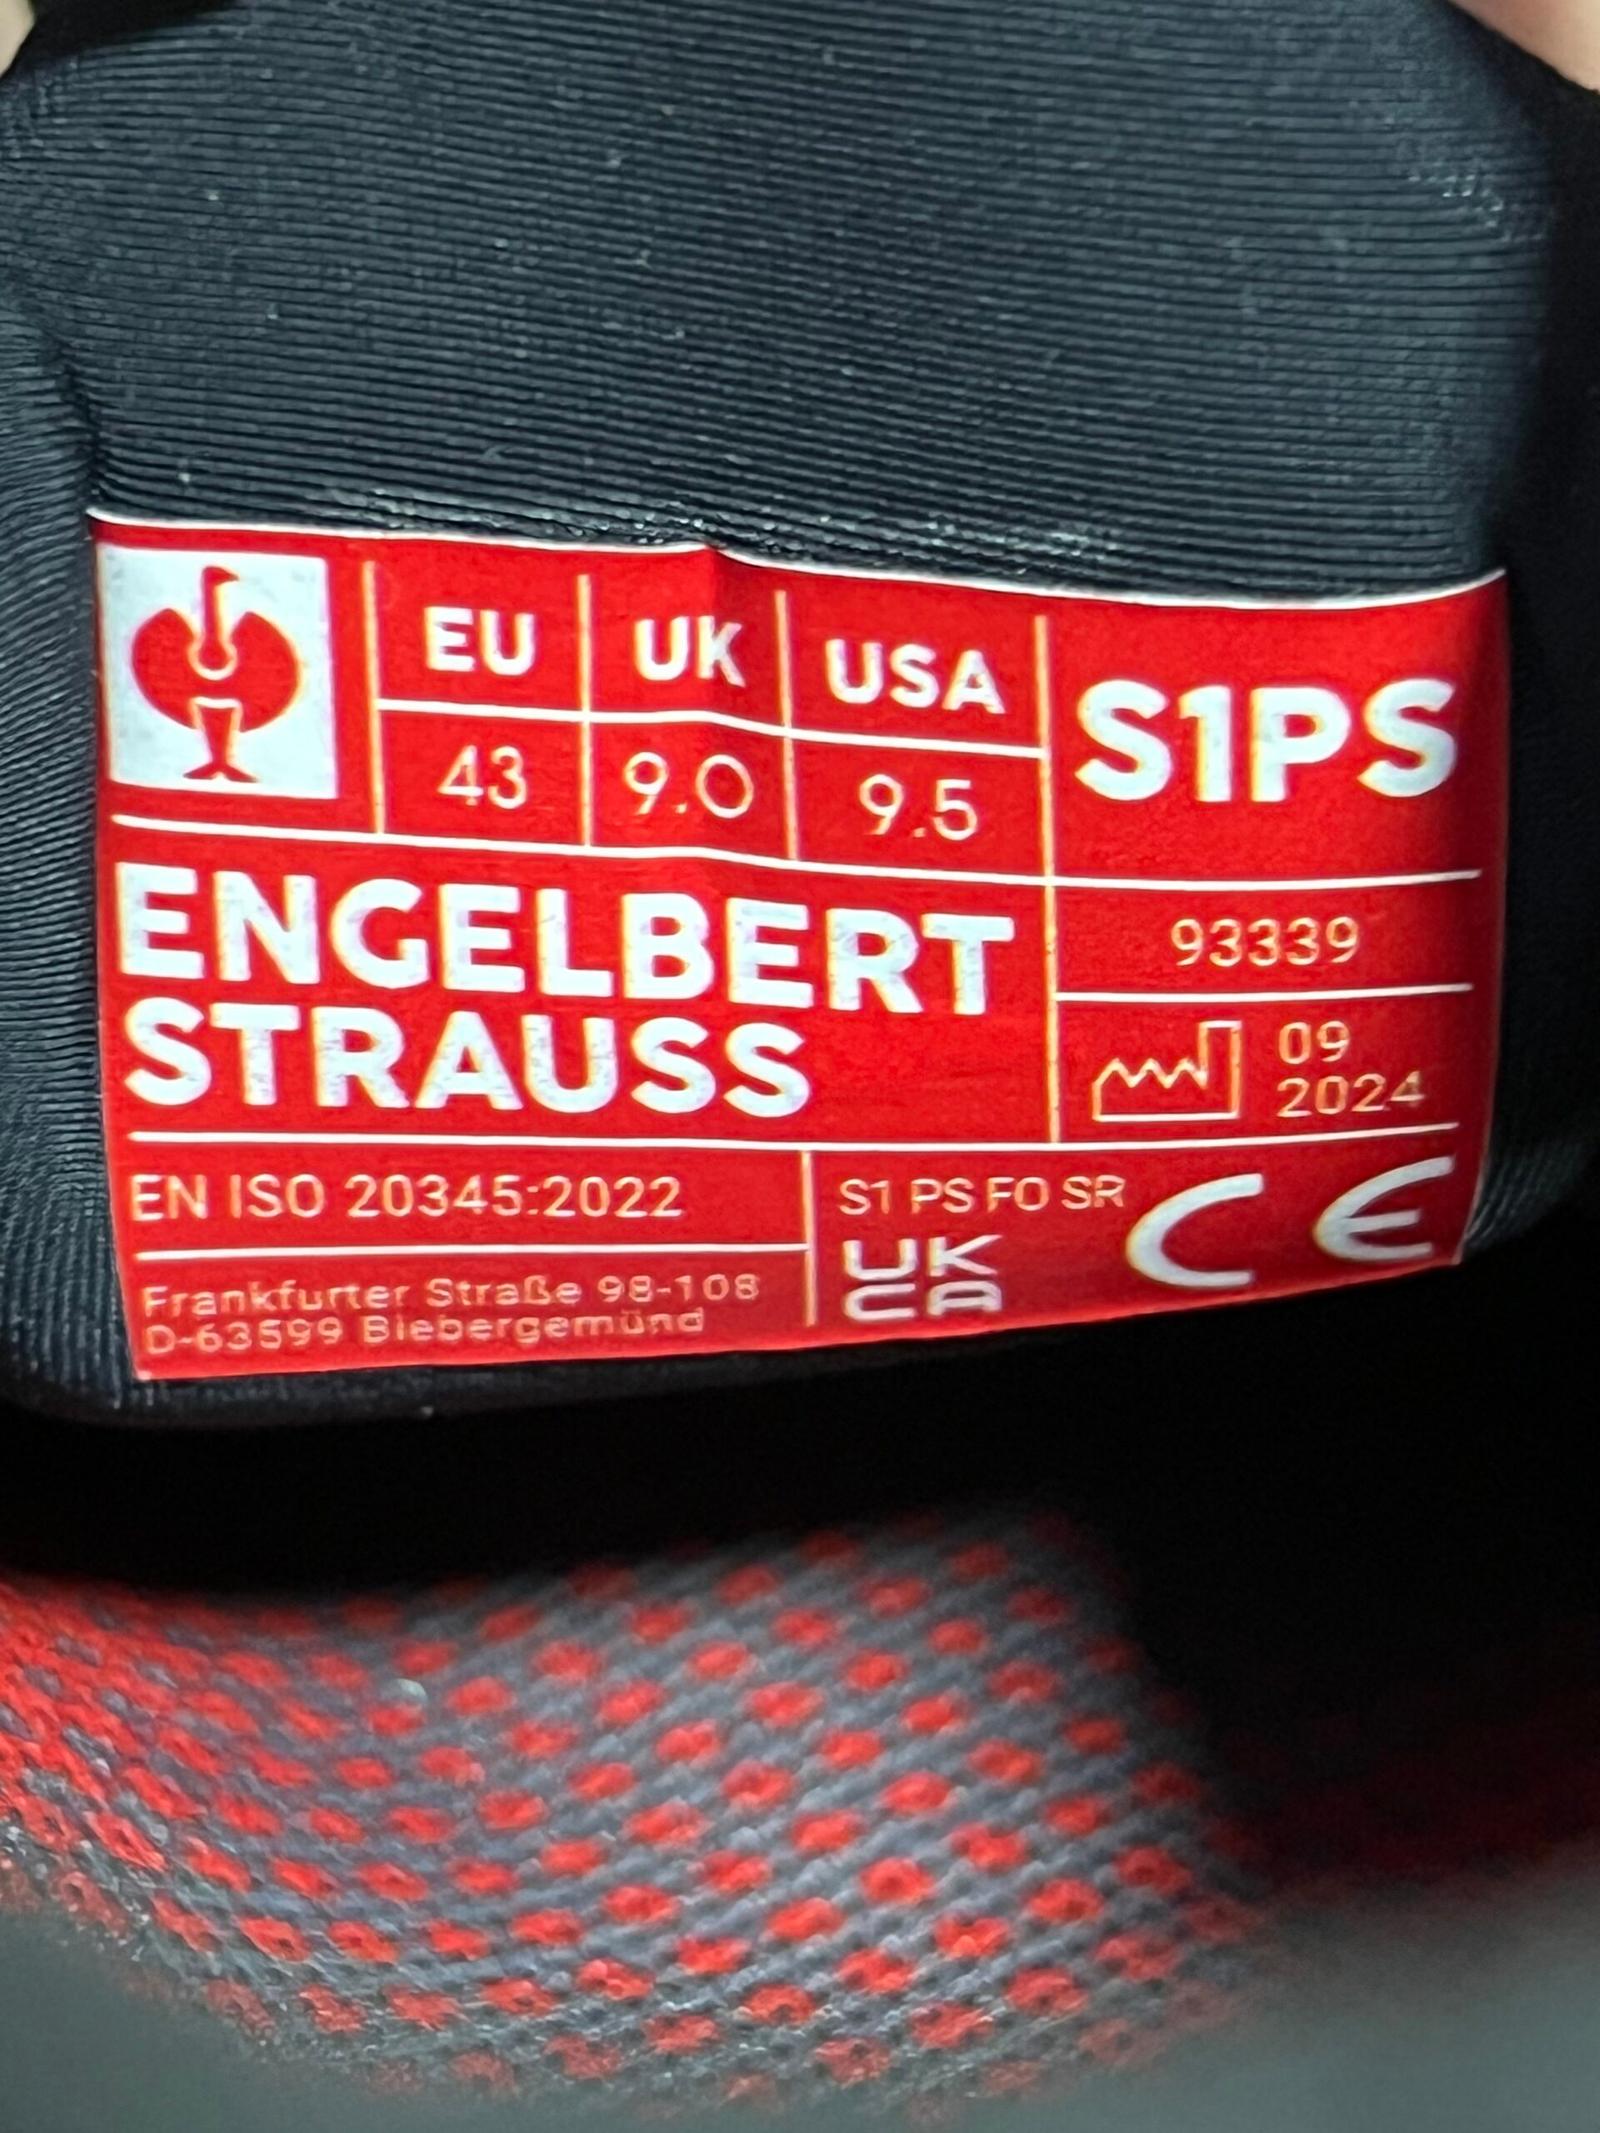 EU UK USA S1PS
43 9.0 9.5
ENGELBERT
STRAUSS
93339
09
2024
EN ISO 20345:2022
S1 PS FO SR
UK
CA
CE
Frankfurter Straße 98-108
D-63599 Biebergemünd